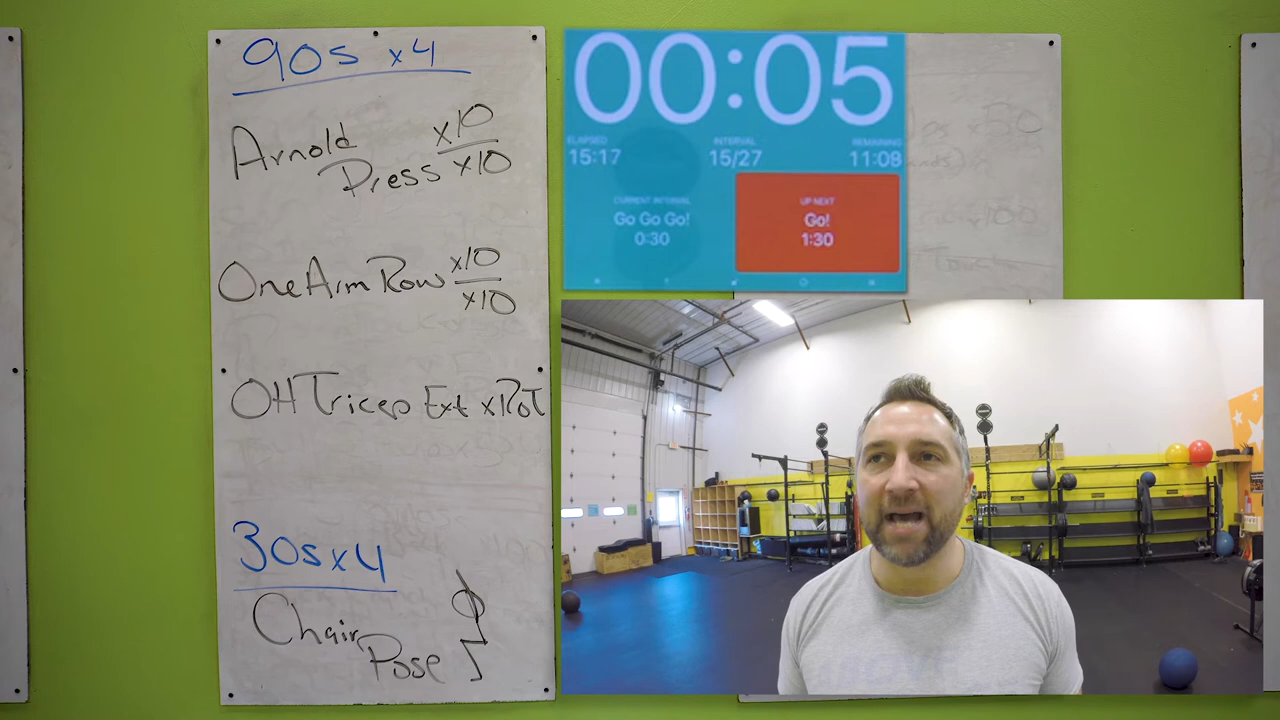 90s x4
Arnold x10
Press x10
One Arm Row x10
x10
OH Tricep Ext x Rot
30s x4
Chair
Pose
00:05
ELAPSED INTERVAL REMAINING
15:17 15/27 11:08
CURRENT INTERVAL
Go Go Go!
0:30
UP NEXT
Go!
1:30